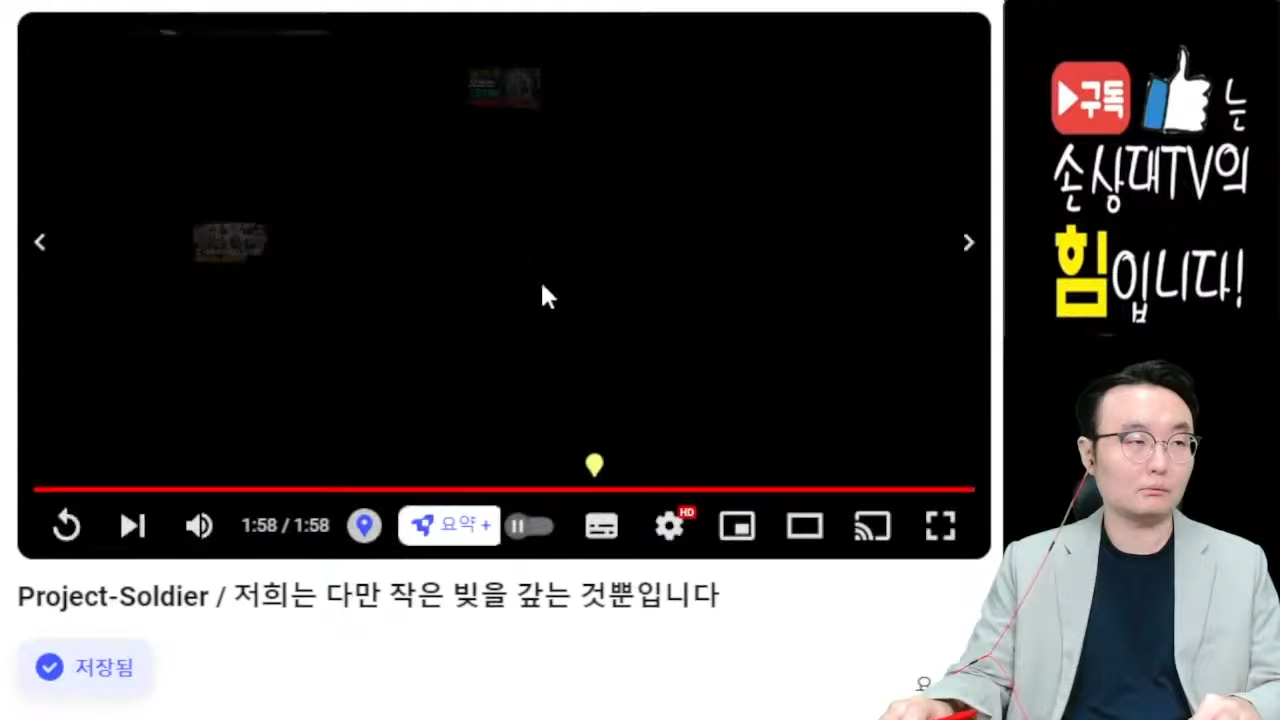 구독 는
손상대TV의
힘입니다!
1:58 / 1:58
요약 +
HD
Project-Soldier / 저희는 다만 작은 빚을 갚는 것뿐입니다
저장됨
요